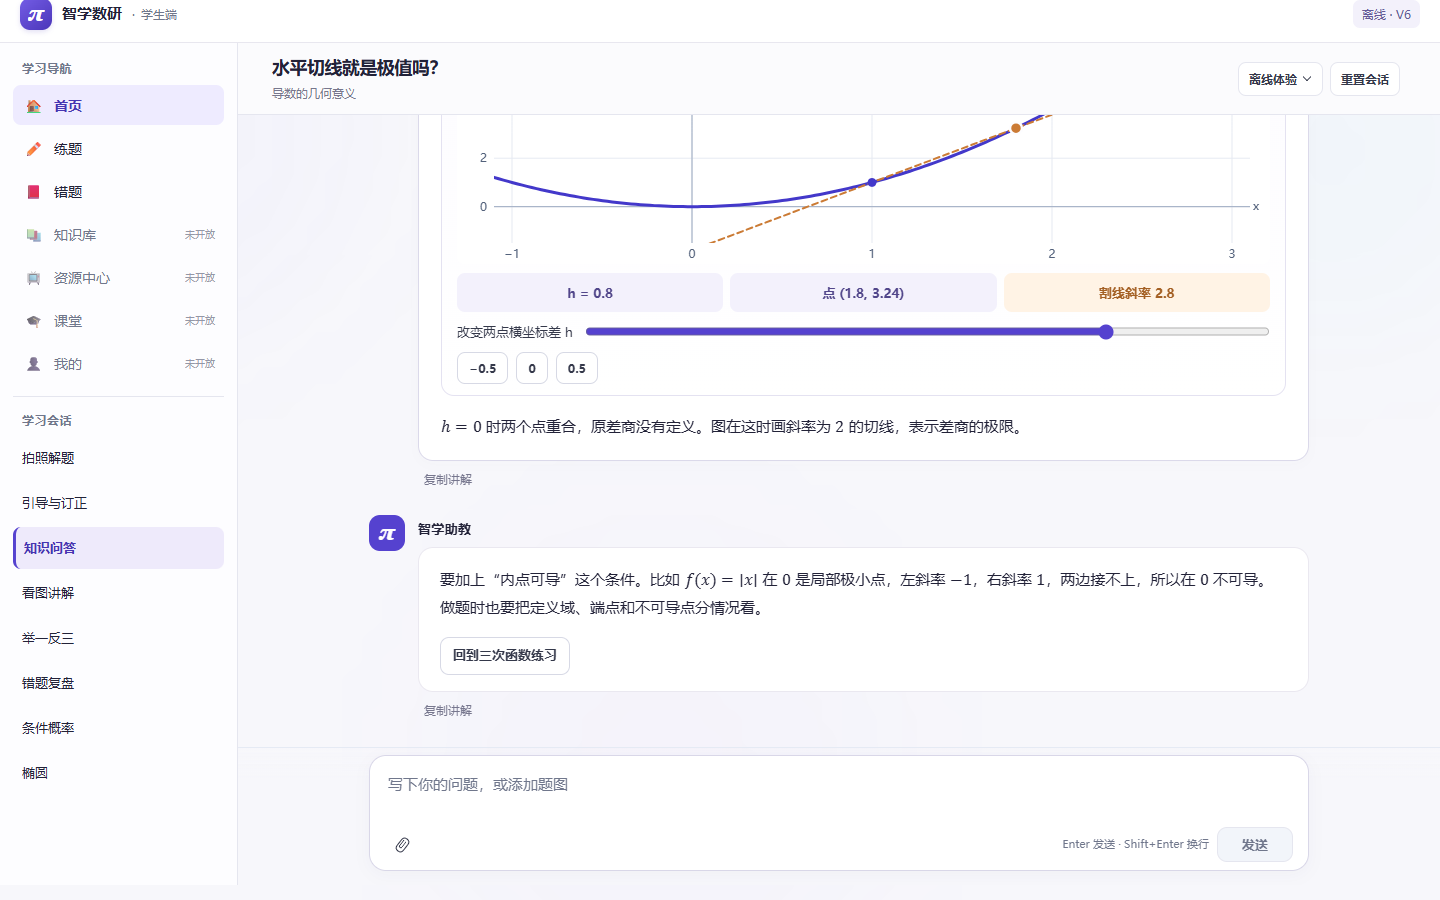 π 智学数研 · 学生端
离线 · V6
学习导航
首页
练题
错题
知识库 未开放
资源中心 未开放
课堂 未开放
我的 未开放
学习会话
拍照解题
引导与订正
知识问答
看图讲解
举一反三
错题复盘
条件概率
椭圆
水平切线就是极值吗？
导数的几何意义
离线体验
重置会话
2
0
x
−1 0 1 2 3
h = 0.8
点 (1.8, 3.24)
割线斜率 2.8
改变两点横坐标差 h
−0.5 0 0.5
h = 0 时两个点重合，原差商没有定义。图在这时画斜率为 2 的切线，表示差商的极限。
复制讲解
π 智学助教
要加上“内点可导”这个条件。比如 f(x) = |x| 在 0 是局部极小点，左斜率 −1，右斜率 1，两边接不上，所以在 0 不可导。
做题时也要把定义域、端点和不可导点分情况看。
回到三次函数练习
复制讲解
写下你的问题，或添加题图
Enter 发送 · Shift+Enter 换行
发送